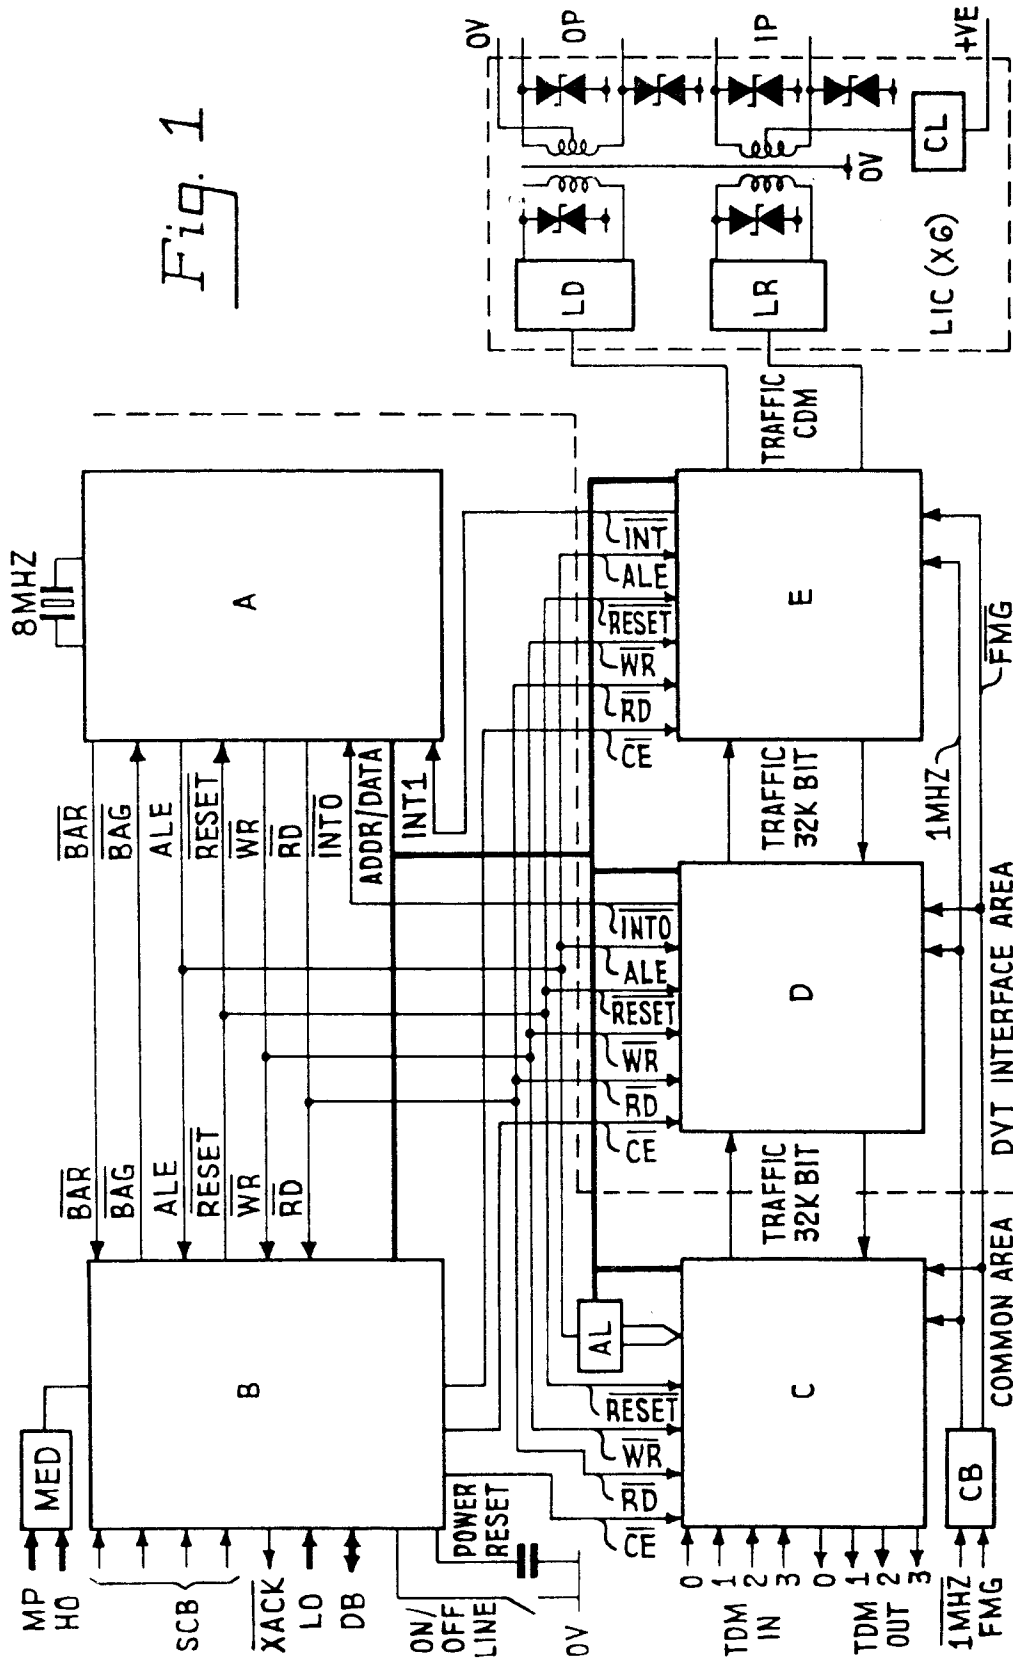 Fig. 1
8MHZ
A
BAR
BAG
ALE
RESET
WR
RD
INT0
ADDR/DATA
INT1
BAR
BAG
ALE
RESET
WR
RD
B
MED
MP
HO
SCB
XACK
LO
DB
ON/
OFF
LINE
POWER
RESET
0V
AL
RESET
WR
RD
CE
C
0
1
2
3
TDM
IN
0
1
2
3
TDM
OUT
1MHZ
FMG
CB
TRAFFIC
32K BIT
INT0
ALE
RESET
WR
RD
CE
D
TRAFFIC
32K BIT
INT
ALE
RESET
WR
RD
CE
E
TRAFFIC
CDM
1MHZ
FMG
COMMON AREA
DVT INTERFACE AREA
LD
LR
LIC (X6)
CL
0V
0V
OP
IP
+VE